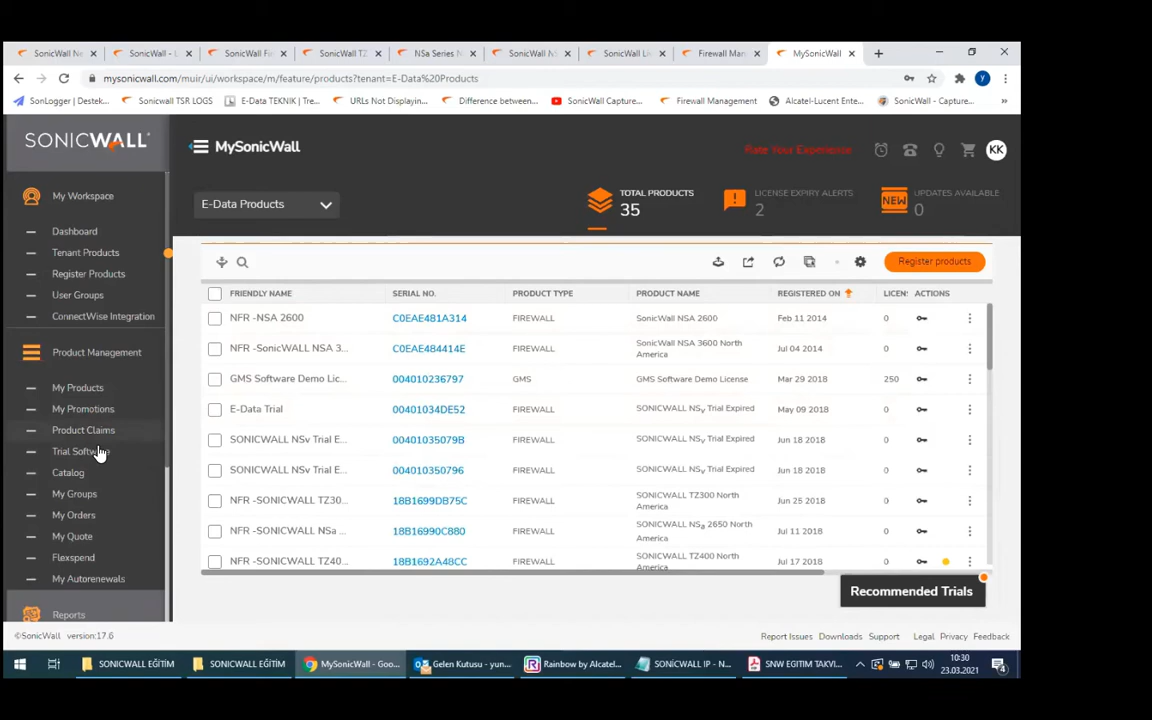 SonicWall Ne
SonicWall - L
SonicWall Fi
SonicWall TZ
NSa Series N
SonicWall N
SonicWall Li
Firewall Man
MySonicWall
mysonicwall.com/muir/ui/workspace/m/feature/products?tenant=E-Data%20Products
SonLogger | Destek...
Sonicwall TSR LOGS
E-Data TEKNIK | Tre...
URLs Not Displayin...
Difference between...
SonicWall Capture...
Firewall Management
Alcatel-Lucent Ente...
SonicWall - Capture...
SONICWALL
MySonicWall
Rate Your Experience
KK
My Workspace
Dashboard
Tenant Products
Register Products
User Groups
ConnectWise Integration
Product Management
My Products
My Promotions
Product Claims
Trial Software
Catalog
My Groups
My Orders
My Quote
Flexspend
My Autorenewals
Reports
E-Data Products
TOTAL PRODUCTS
35
LICENSE EXPIRY ALERTS
2
NEW
UPDATES AVAILABLE
0
Register products
FRIENDLY NAME SERIAL NO. PRODUCT TYPE PRODUCT NAME REGISTERED ON LICEN ACTIONS
NFR -NSA 2600 C0EAE481A314 FIREWALL SonicWall NSA 2600 Feb 11 2014 0
NFR -SonicWALL NSA 3... C0EAE484414E FIREWALL SonicWall NSA 3600 North America Jul 04 2014 0
GMS Software Demo Lic... 004010236797 GMS GMS Software Demo License Mar 29 2018 250
E-Data Trial 00401034DE52 FIREWALL SONICWALL NSv Trial Expired May 09 2018 0
SONICWALL NSv Trial E... 00401035079B FIREWALL SONICWALL NSv Trial Expired Jun 18 2018 0
SONICWALL NSv Trial E... 004010350796 FIREWALL SONICWALL NSv Trial Expired Jun 18 2018 0
NFR -SONICWALL TZ30... 18B1699DB75C FIREWALL SONICWALL TZ300 North America Jun 25 2018 0
NFR -SONICWALL NSa ... 18B16990C880 FIREWALL SONICWALL NSa 2650 North America Jul 11 2018 0
NFR -SONICWALL TZ40... 18B1692A48CC FIREWALL SONICWALL TZ400 North America Jul 17 2018 0
Recommended Trials
©SonicWall version:17.6
Report Issues Downloads Support Legal Privacy Feedback
SONICWALL EĞİTİM
SONICWALL EĞİTİM
MySonicWall - Goo...
Gelen Kutusu - yun...
Rainbow by Alcatel...
SONİCWALL IP - N...
SNW EGITIM TAKVI...
10:30
23.03.2021
4